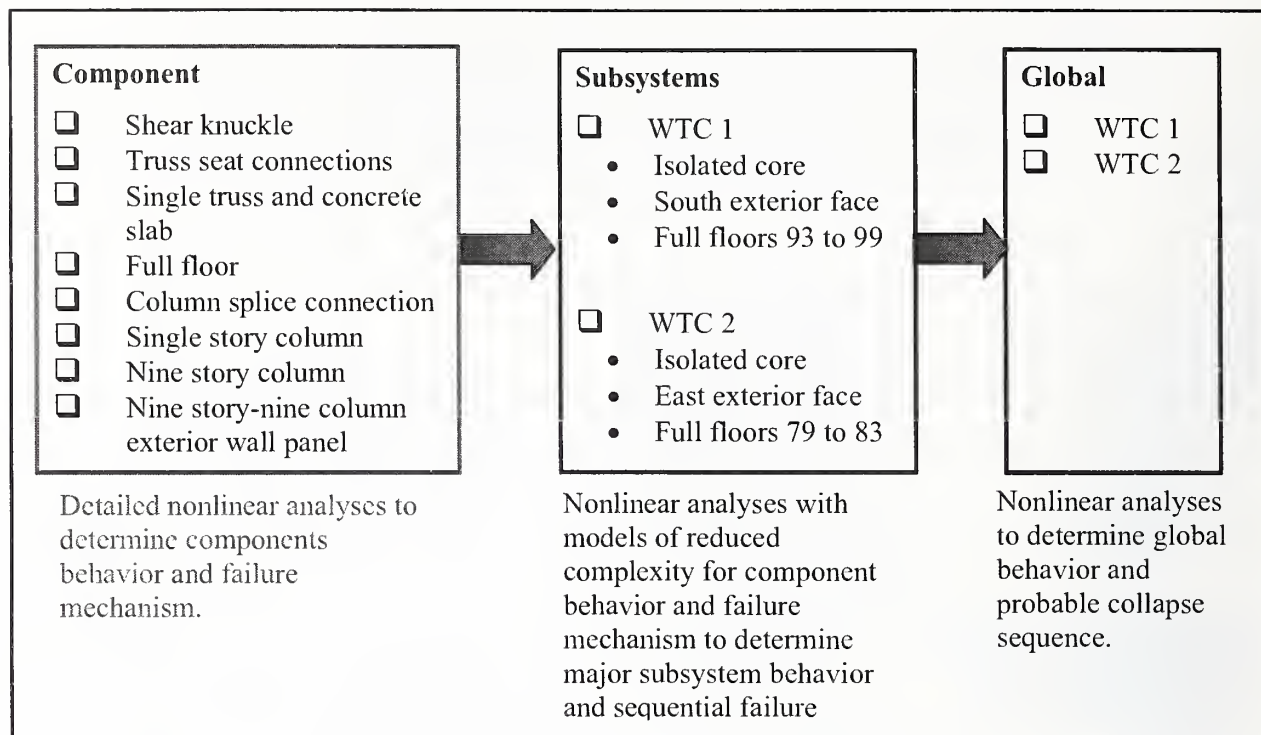 Component
Shear knuckle
Truss seat connections
Single truss and concrete
slab
Full floor
Column splice connection
Single story column
Nine story column
Nine story-nine column
exterior wall panel
Detailed nonlinear analyses to
determine components
behavior and failure
mechanism.
Subsystems
WTC 1
• Isolated core
• South exterior face
• Full floors 93 to 99
WTC 2
• Isolated core
• East exterior face
• Full floors 79 to 83
Nonlinear analyses with
models of reduced
complexity for component
behavior and failure
mechanism to determine
major subsystem behavior
and sequential failure
Global
WTC 1
WTC 2
Nonlinear analyses
to determine global
behavior and
probable collapse
sequence.